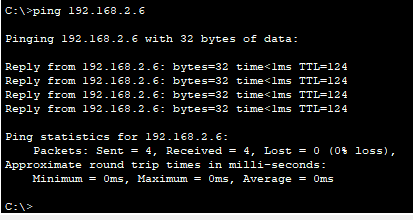 C:\>ping 192.168.2.6
Pinging 192.168.2.6 with 32 bytes of data:
Reply from 192.168.2.6: bytes=32 time<1ms TTL=124
Reply from 192.168.2.6: bytes=32 time<1ms TTL=124
Reply from 192.168.2.6: bytes=32 time<1ms TTL=124
Reply from 192.168.2.6: bytes=32 time<1ms TTL=124
Ping statistics for 192.168.2.6:
    Packets: Sent = 4, Received = 4, Lost = 0 (0% loss),
Approximate round trip times in milli-seconds:
    Minimum = 0ms, Maximum = 0ms, Average = 0ms
C:\>